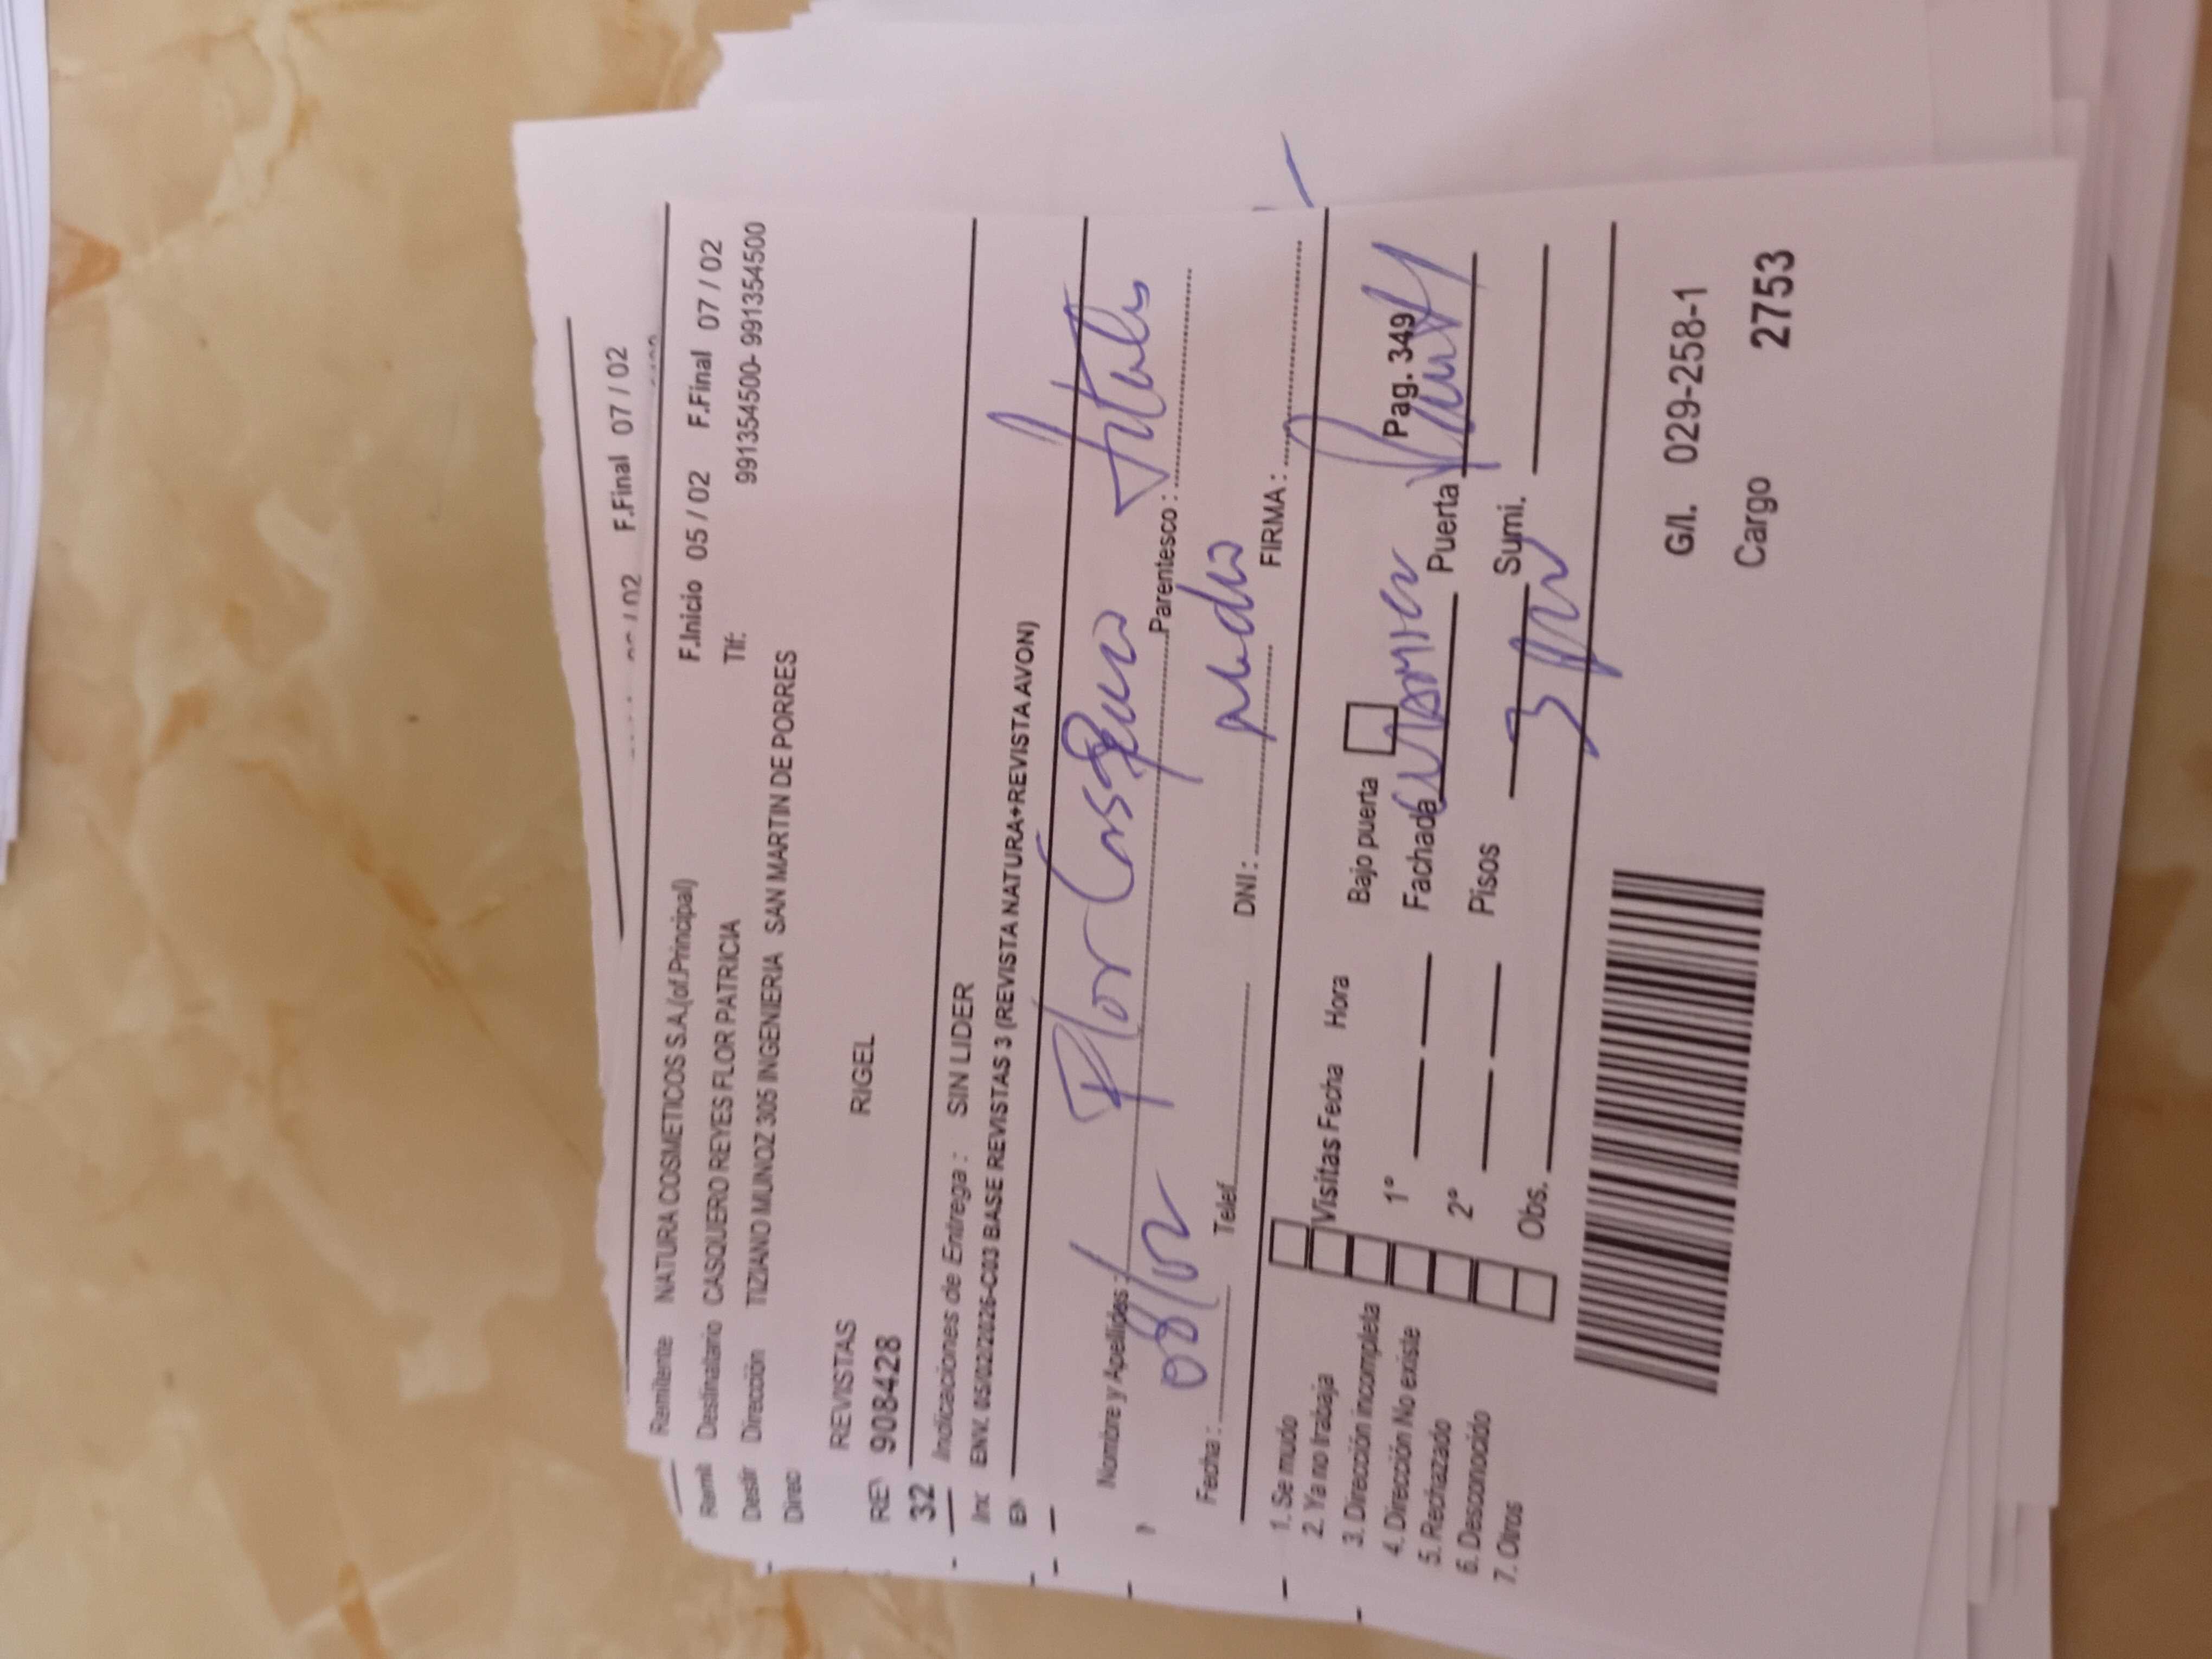 F.Final 07 / 02
Remitente NATURA COSMETICOS S.A.(of.Principal) F.Inicio 05 / 02 F.Final 07 / 02
Destinatario CASQUERO REYES FLOR PATRICIA Tlf: 991354500- 991354500
Dirección TIZIANO MUNOZ 305 INGENIERIA SAN MARTIN DE PORRES
REVISTAS RIGEL
908428
32
Indicaciones de Entrega : SIN LIDER
ENV. 05/02/2026-C03 BASE REVISTAS 3 (REVISTA NATURA+REVISTA AVON)
Nombre y Apellidos : Flor Casquero
Parentesco :
Fecha : 08/02 Telef. DNI : FIRMA :
1. Se mudo
2. Ya no trabaja
3. Dirección incompleta
4. Dirección No existe
5. Rechazado
6. Desconocido
7. Otros
Visitas Fecha Hora Bajo puerta Pag. 349
1° Fachada Puerta
2° Pisos 3 Sumi.
Obs.
G/I. 029-258-1
Cargo 2753